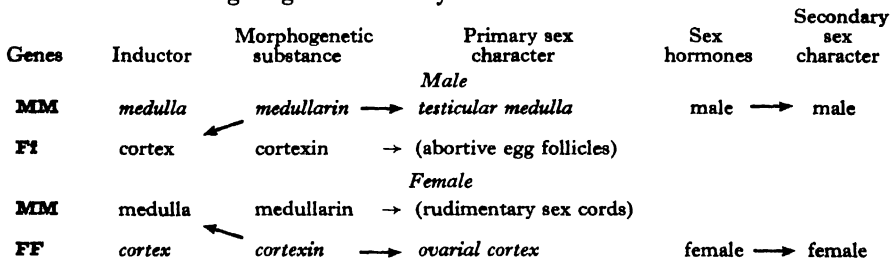 Secondary
Morphogenetic Primary sex Sex sex
Genes Inductor substance character hormones character
Male
MM medulla medullarin → testicular medulla male → male
Ff cortex cortexin → (abortive egg follicles)
Female
MM medulla medullarin → (rudimentary sex cords)
FF cortex cortexin → ovarial cortex female → female